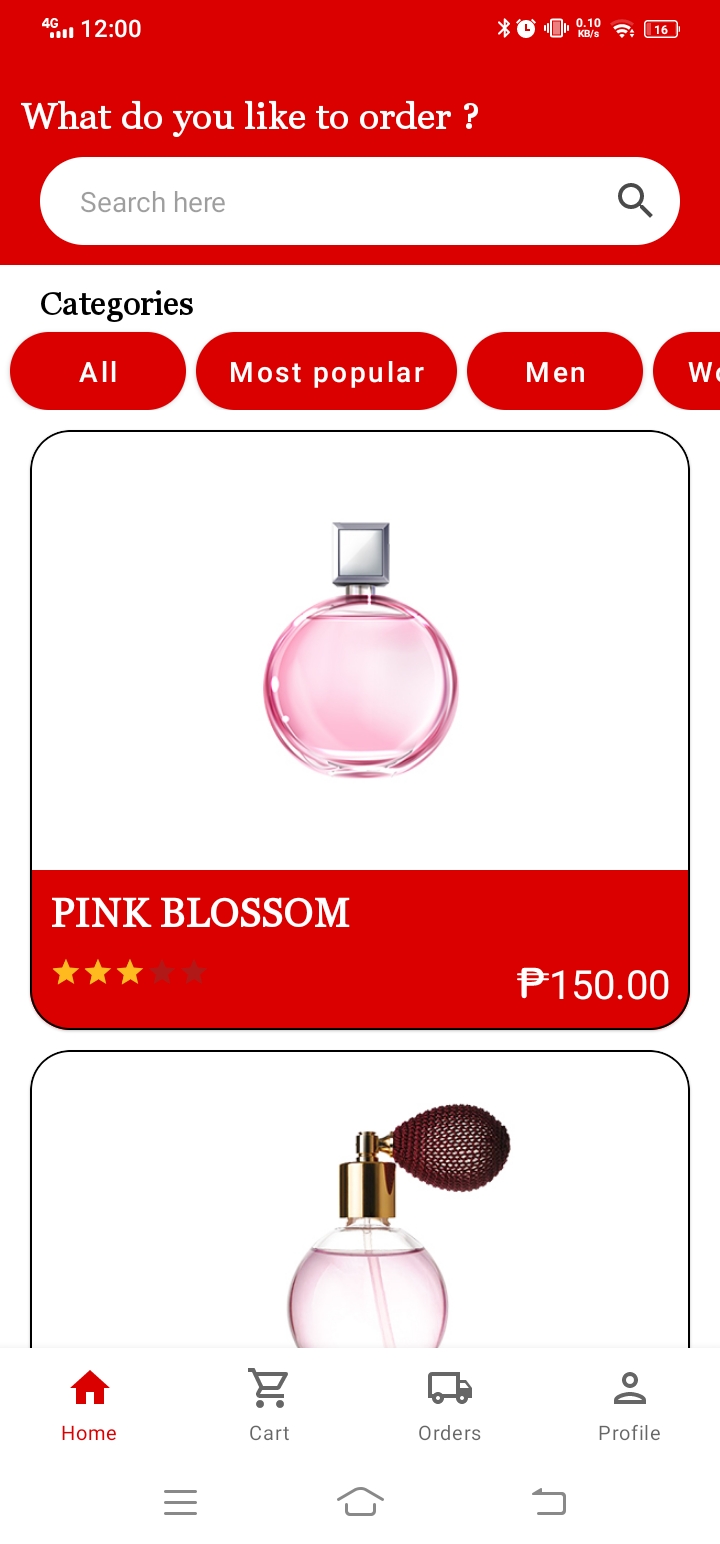 4G 12:00 0.10 KB/s 16
What do you like to order ?
Search here
Categories
All Most popular Men Wo
PINK BLOSSOM
₱150.00
Home Cart Orders Profile